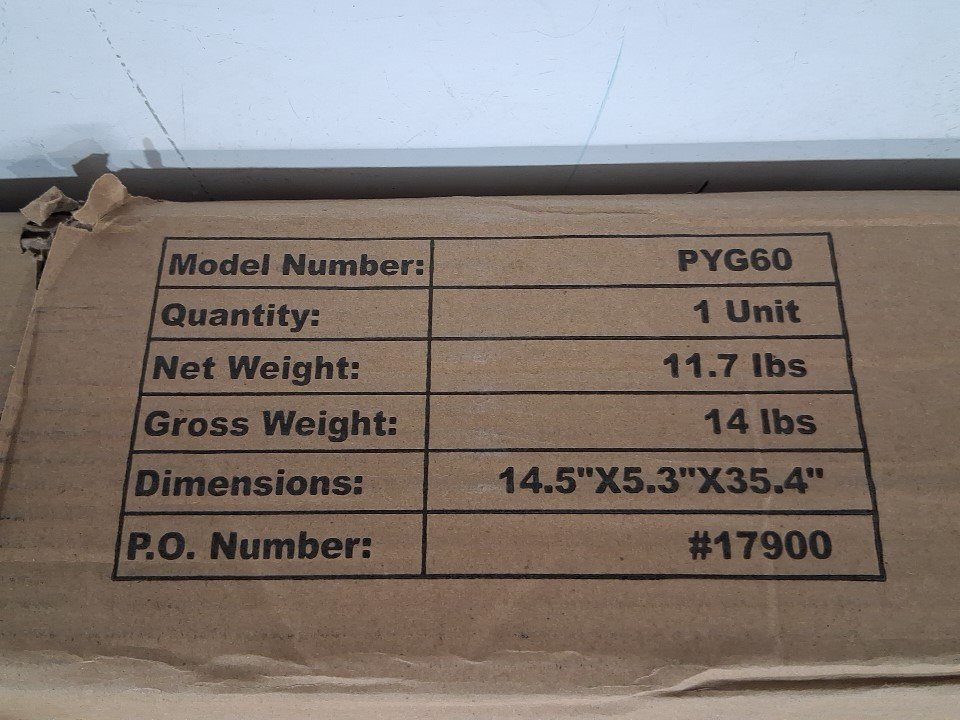 Model Number: PYG60
Quantity: 1 Unit
Net Weight: 11.7 lbs
Gross Weight: 14 lbs
Dimensions: 14.5"X5.3"X35.4"
P.O. Number: #17900